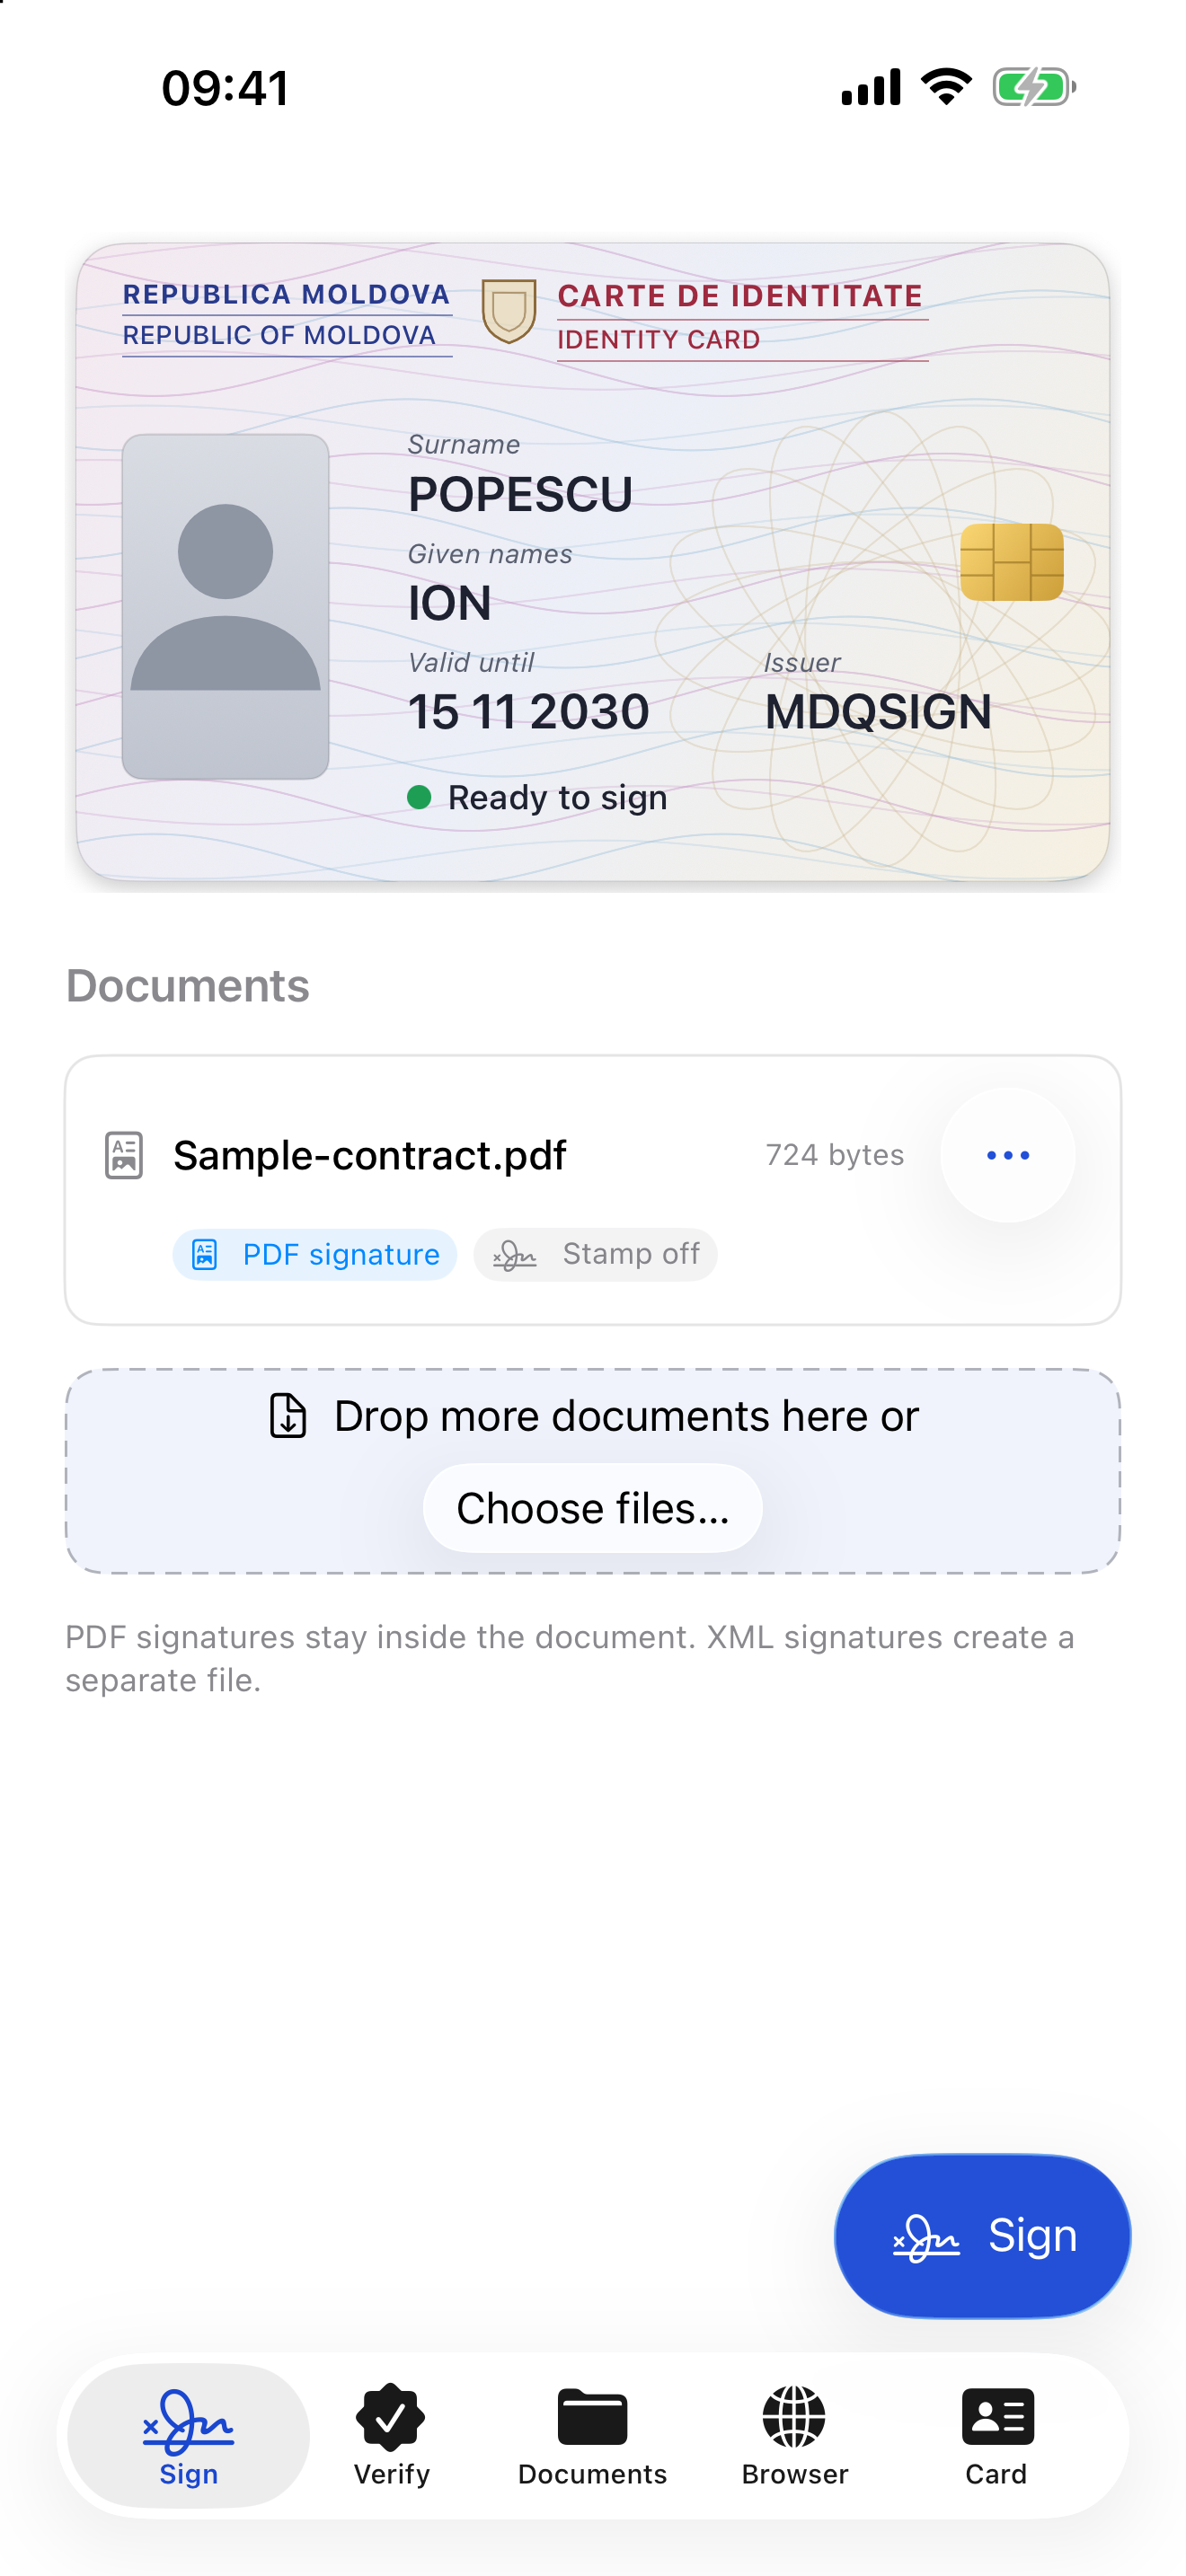 09:41
REPUBLICA MOLDOVA
REPUBLIC OF MOLDOVA
CARTE DE IDENTITATE
IDENTITY CARD
Surname
POPESCU
Given names
ION
Valid until
15 11 2030
Issuer
MDQSIGN
Ready to sign
Documents
Sample-contract.pdf
724 bytes
PDF signature
Stamp off
Drop more documents here or
Choose files...
PDF signatures stay inside the document. XML signatures create a
separate file.
Sign
Sign
Verify
Documents
Browser
Card